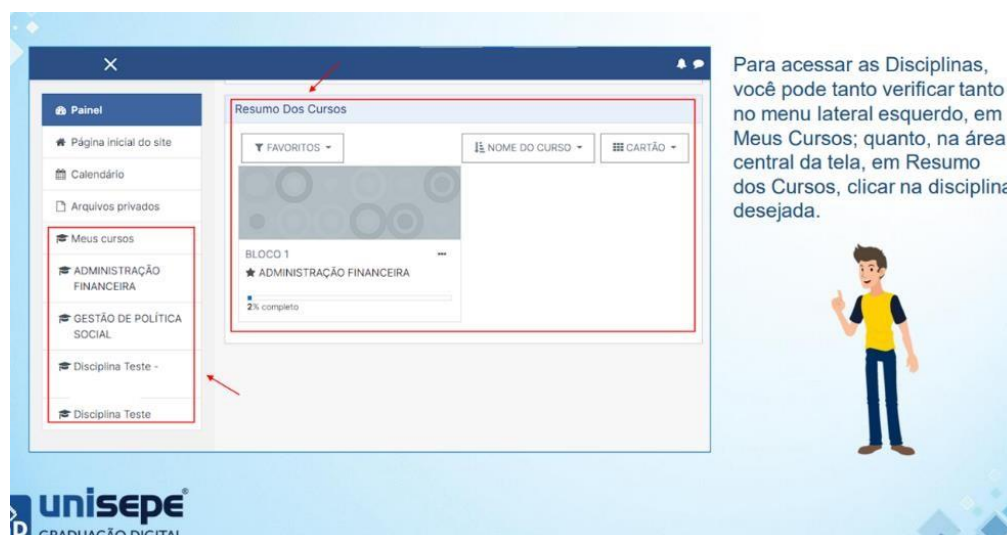 Painel
Página inicial do site
Calendário
Arquivos privados
Meus cursos
ADMINISTRAÇÃO
FINANCEIRA
GESTÃO DE POLÍTICA
SOCIAL
Disciplina Teste -
Disciplina Teste
Resumo Dos Cursos
FAVORITOS
NOME DO CURSO
CARTÃO
BLOCO 1
ADMINISTRAÇÃO FINANCEIRA
2% completo
Para acessar as Disciplinas,
você pode tanto verificar tanto
no menu lateral esquerdo, em
Meus Cursos; quanto, na área
central da tela, em Resumo
dos Cursos, clicar na disciplina
desejada.
unisepe®
GRADUAÇÃO DIGITAL